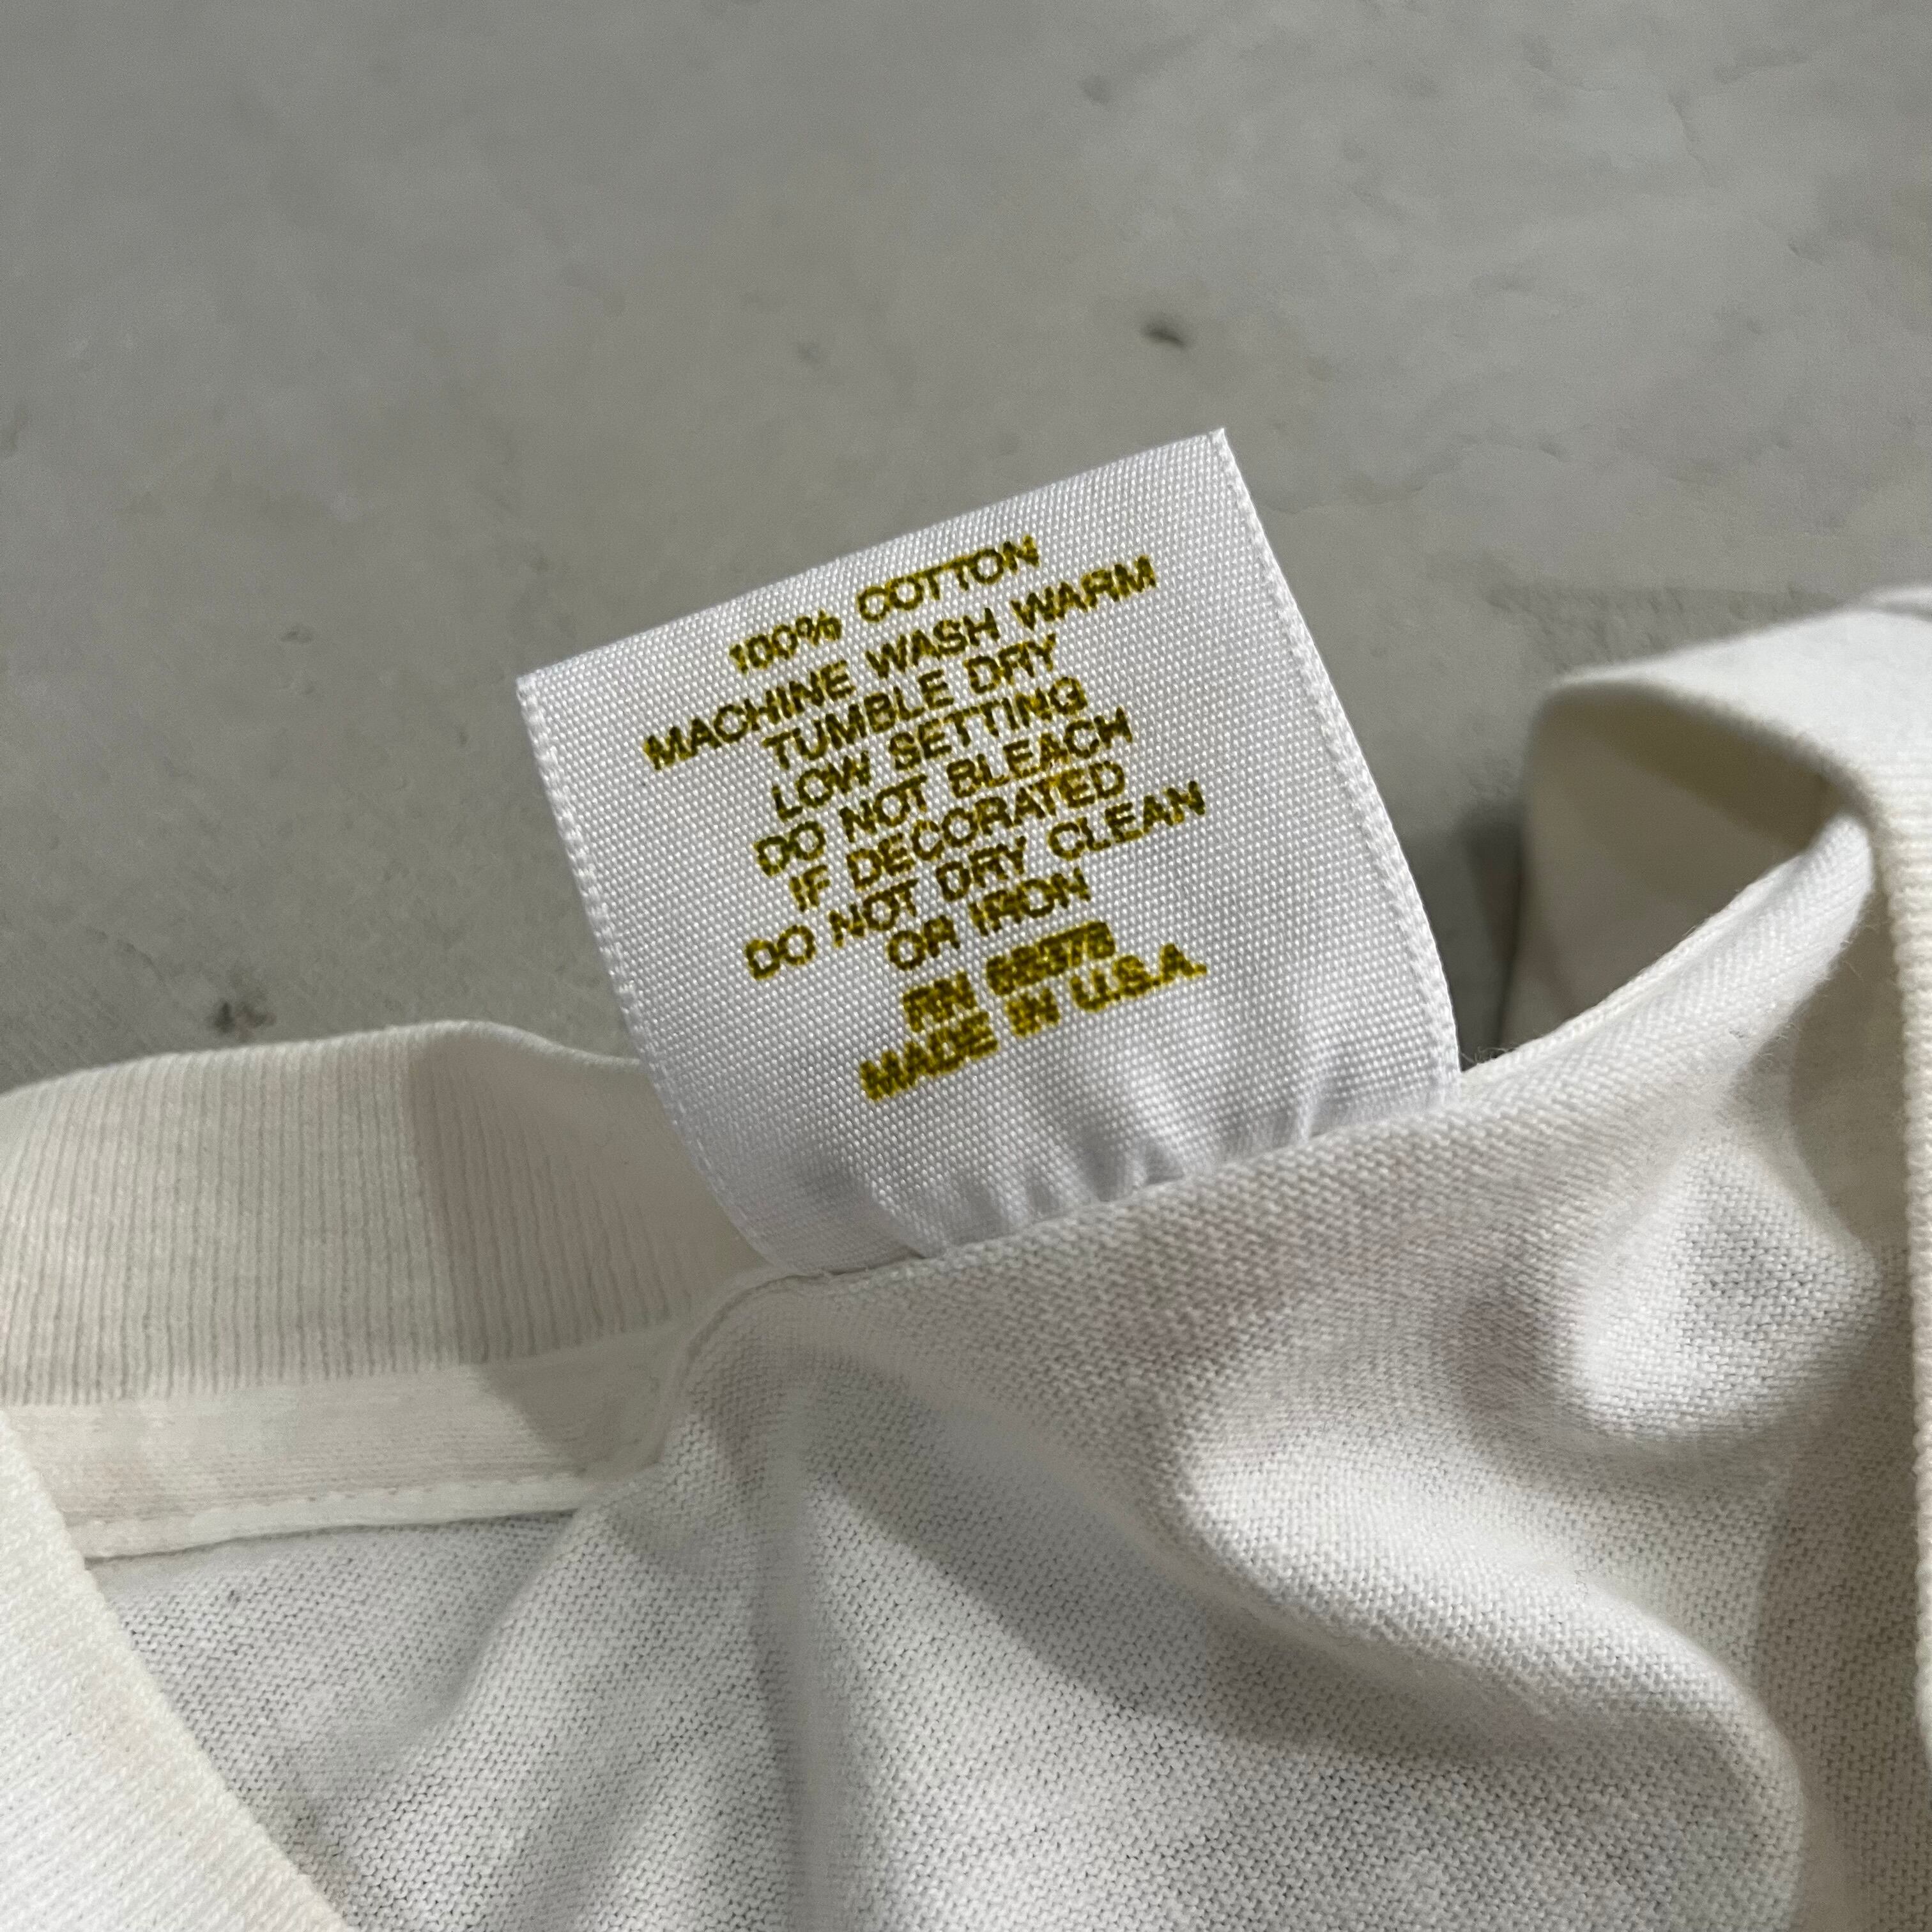 100% COTTON
MACHINE WASH WARM
TUMBLE DRY
LOW SETTING
DO NOT BLEACH
IF DECORATED
DO NOT DRY CLEAN
OR IRON
RN
MADE IN U.S.A.